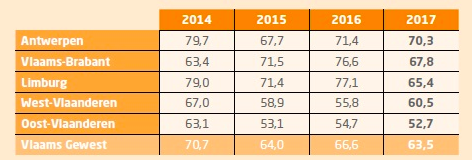 2014 2015 2016 2017
Antwerpen 79,7 67,7 71,4 70,3
Vlaams-Brabant 63,4 71,5 76,6 67,8
Limburg 79,0 71,4 77,1 65,4
West-Vlaanderen 67,0 58,9 55,8 60,5
Oost-Vlaanderen 63,1 53,1 54,7 52,7
Vlaams Gewest 70,7 64,0 66,6 63,5